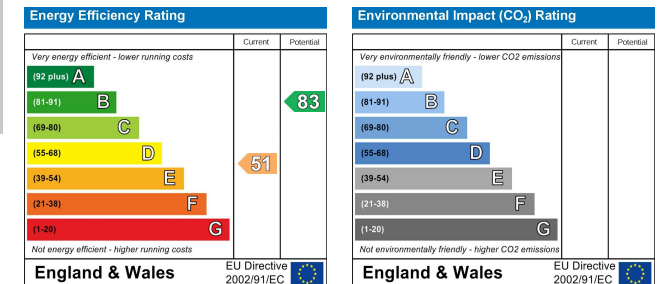 Energy Efficiency Rating
Current Potential
Very energy efficient - lower running costs
(92 plus) A
(81-91) B
83
(69-80) C
(55-68) D
51
(39-54) E
(21-38) F
(1-20) G
Not energy efficient - higher running costs
England & Wales
EU Directive
2002/91/EC
Environmental Impact (CO₂) Rating
Current Potential
Very environmentally friendly - lower CO2 emissions
(92 plus) A
(81-91) B
(69-80) C
(55-68) D
(39-54) E
(21-38) F
(1-20) G
Not environmentally friendly - higher CO2 emissions
England & Wales
EU Directive
2002/91/EC